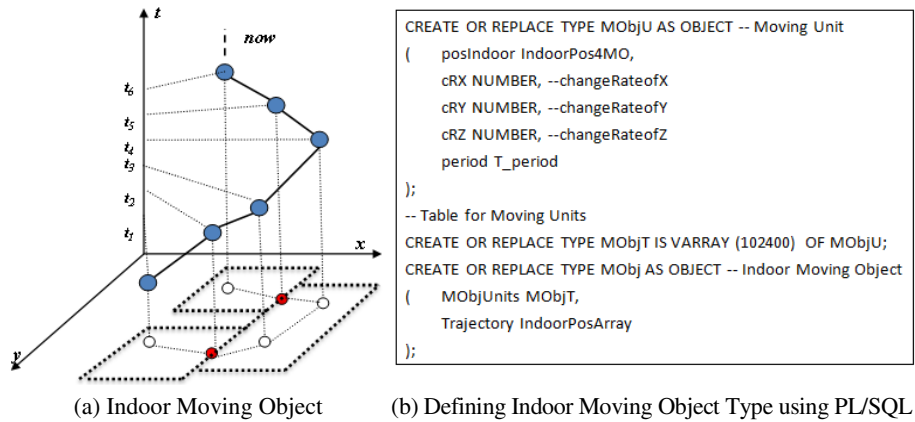 t
now
t6
t5
t4
t3
t2
t1
x
y
(a) Indoor Moving Object
CREATE OR REPLACE TYPE MObjU AS OBJECT -- Moving Unit
( posIndoor IndoorPos4MO,
cRX NUMBER, --changeRateofX
cRY NUMBER, --changeRateofY
cRZ NUMBER, --changeRateofZ
period T_period
);
-- Table for Moving Units
CREATE OR REPLACE TYPE MObjT IS VARRAY (102400) OF MObjU;
CREATE OR REPLACE TYPE MObj AS OBJECT -- Indoor Moving Object
( MObjUnits MObjT,
Trajectory IndoorPosArray
);
(b) Defining Indoor Moving Object Type using PL/SQL